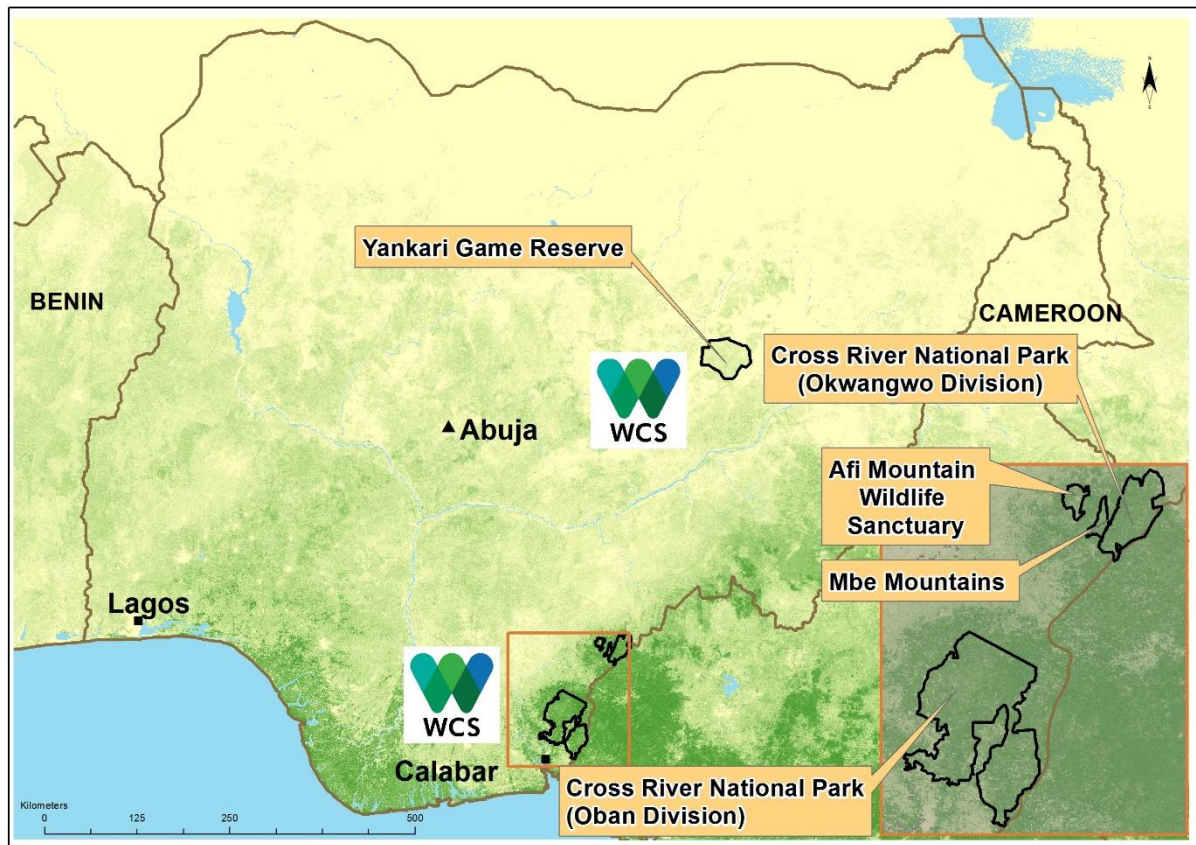 N
Yankari Game Reserve
BENIN
CAMEROON
Cross River National Park
(Okwangwo Division)
WCS
Abuja
Afi Mountain
Wildlife
Sanctuary
Mbe Mountains
Lagos
WCS
Calabar
Cross River National Park
(Oban Division)
Kilometers
0 125 250 500